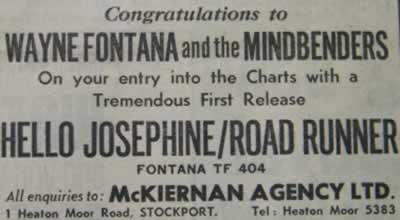 Congratulations to
WAYNE FONTANA and the MINDBENDERS
On your entry into the Charts with a
Tremendous First Release
HELLO JOSEPHINE/ROAD RUNNER
FONTANA TF 404
All enquiries to: McKIERNAN AGENCY LTD.
1 Heaton Moor Road, STOCKPORT. Tel: Heaton Moor 5383